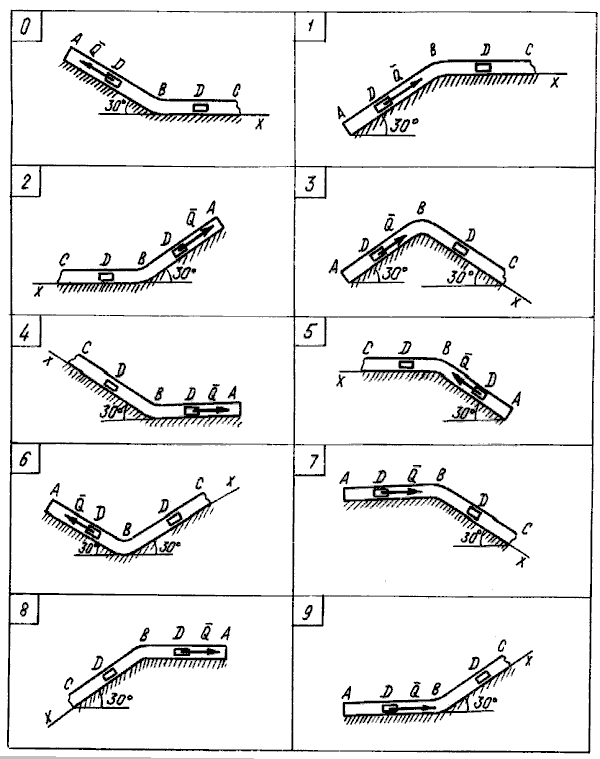 0
A Q̄ D B D C
30° X
1
A D Q̄ B D C
30° X
2
C D B D Q̄ A
X 30°
3
A D Q̄ B D C
30° 30° X
4
X C D B D Q̄ A
30°
5
C D B Q̄ D A
X 30°
6
A Q̄ D B D C X
30° 30°
7
A D Q̄ B D C
30° X
8
C D B D Q̄ A
X 30°
9
A D Q̄ B D C X
30°